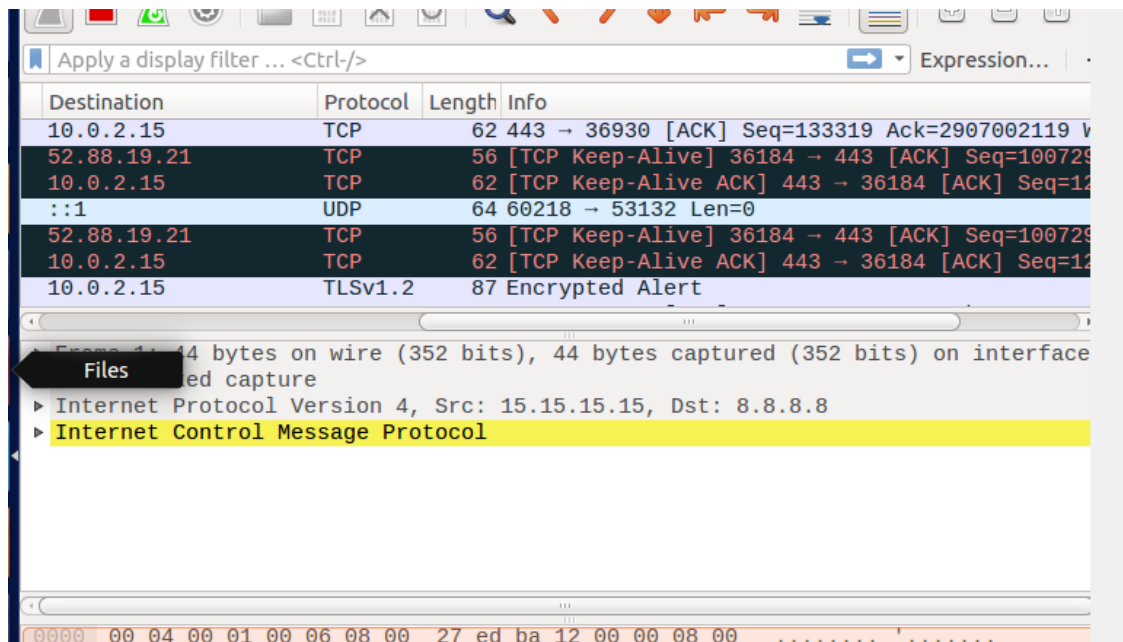 Apply a display filter ... <Ctrl-/> Expression...
Destination Protocol Length Info
10.0.2.15 TCP 62 443 → 36930 [ACK] Seq=133319 Ack=2907002119
52.88.19.21 TCP 56 [TCP Keep-Alive] 36184 → 443 [ACK] Seq=100729
10.0.2.15 TCP 62 [TCP Keep-Alive ACK] 443 → 36184 [ACK] Seq=12
::1 UDP 64 60218 → 53132 Len=0
52.88.19.21 TCP 56 [TCP Keep-Alive] 36184 → 443 [ACK] Seq=100729
10.0.2.15 TCP 62 [TCP Keep-Alive ACK] 443 → 36184 [ACK] Seq=12
10.0.2.15 TLSv1.2 87 Encrypted Alert
Frame 1: 44 bytes on wire (352 bits), 44 bytes captured (352 bits) on interface
Files
capture
Internet Protocol Version 4, Src: 15.15.15.15, Dst: 8.8.8.8
Internet Control Message Protocol
0000 00 04 00 01 00 06 08 00 27 ed ba 12 00 00 08 00 ........ '.......